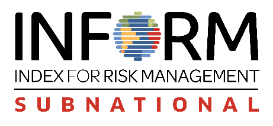 INFORM
INDEX FOR RISK MANAGEMENT
SUBNATIONAL